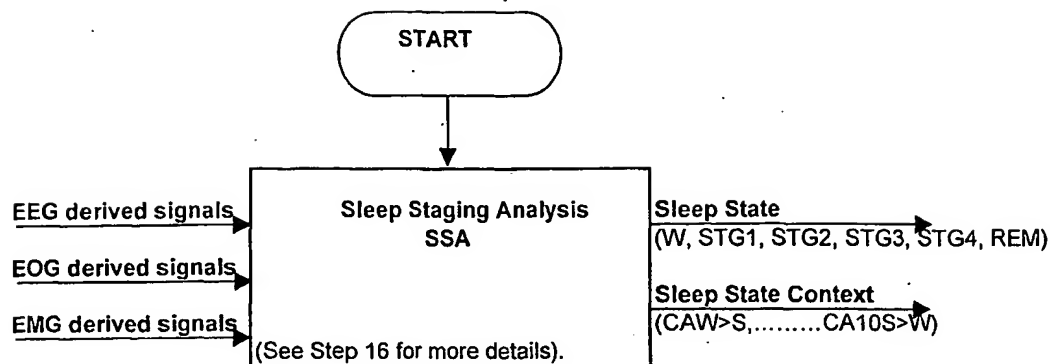 START
EEG derived signals
EOG derived signals
EMG derived signals
Sleep Staging Analysis
SSA
(See Step 16 for more details).
Sleep State
(W, STG1, STG2, STG3, STG4, REM)
Sleep State Context
(CAW>S,.........CA10S>W)